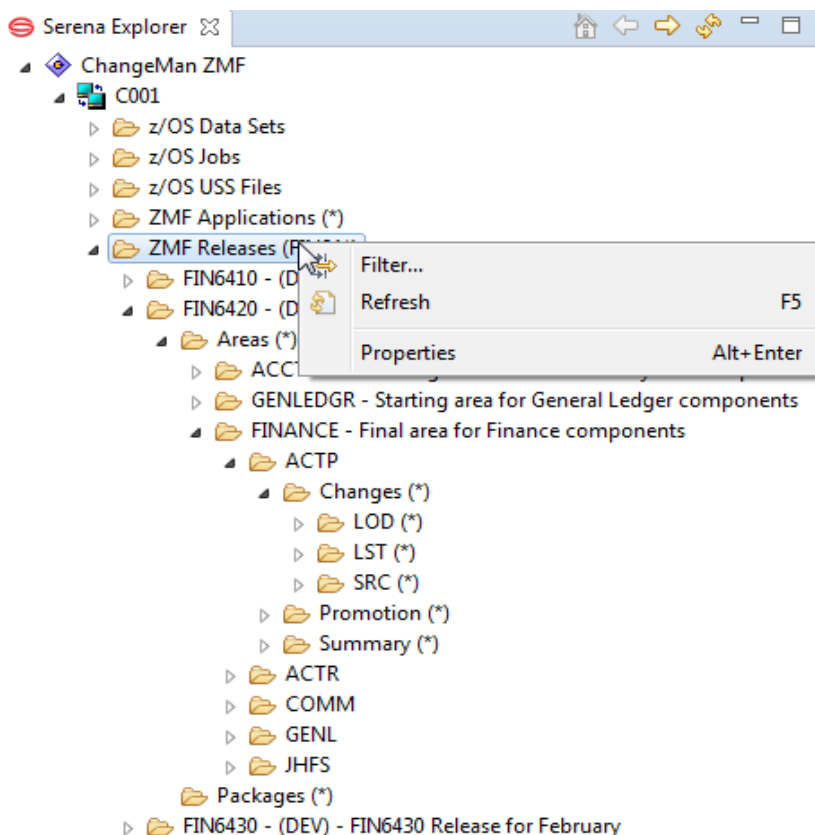 Serena Explorer
ChangeMan ZMF
C001
z/OS Data Sets
z/OS Jobs
z/OS USS Files
ZMF Applications (*)
ZMF Releases
Filter...
FIN6410 - (D
Refresh F5
FIN6420 - (D
Areas (*)
Properties Alt+Enter
ACCT
GENLEDGR - Starting area for General Ledger components
FINANCE - Final area for Finance components
ACTP
Changes (*)
LOD (*)
LST (*)
SRC (*)
Promotion (*)
Summary (*)
ACTR
COMM
GENL
JHFS
Packages (*)
FIN6430 - (DEV) - FIN6430 Release for February